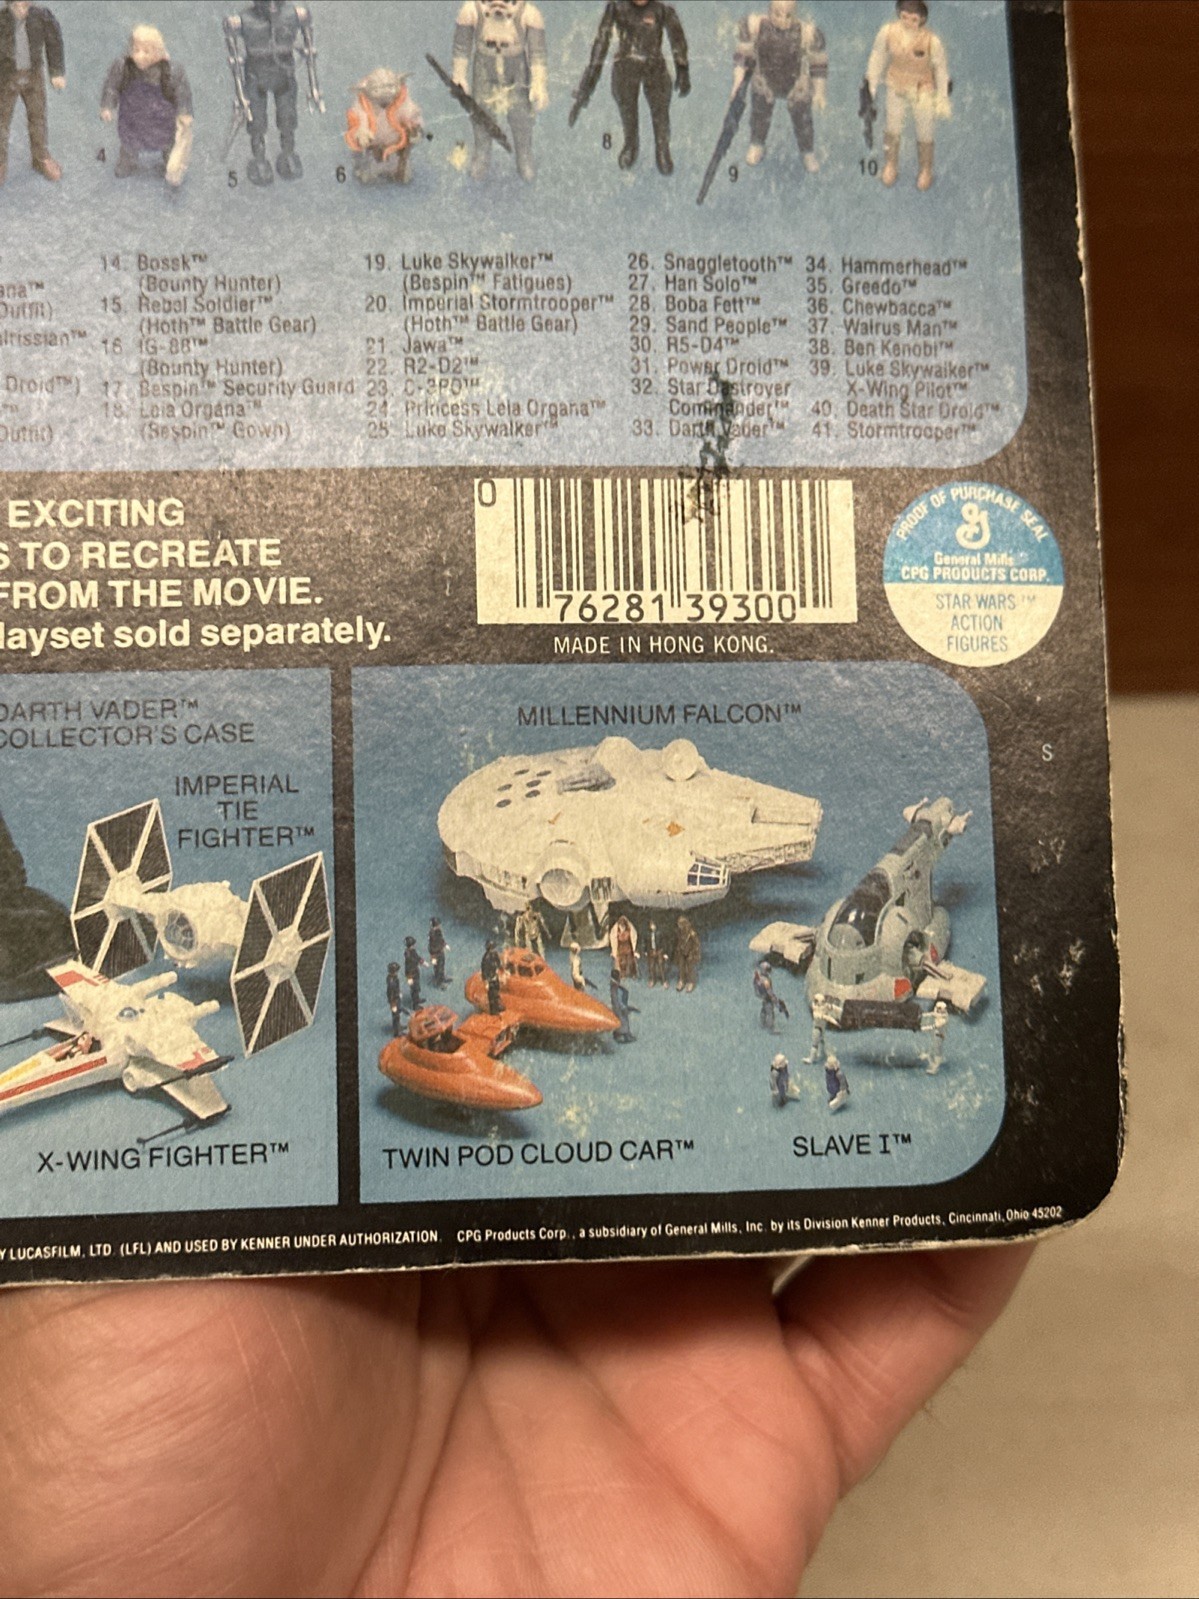 4
5
6
7
8
9
10
14. Bossk™
(Bounty Hunter)
15. Rebel Soldier™
(Hoth™ Battle Gear)
16. IG-88™
(Bounty Hunter)
17. Bespin™ Security Guard
18. Leia Organa™
(Bespin™ Gown)
Droid™)
19. Luke Skywalker™
(Bespin™ Fatigues)
20. Imperial Stormtrooper™
(Hoth™ Battle Gear)
21. Jawa™
22. R2-D2™
23. C-3PO™
24. Princess Leia Organa™
25. Luke Skywalker™
26. Snaggletooth™
27. Han Solo™
28. Boba Fett™
29. Sand People™
30. R5-D4™
31. Power Droid™
32. Star Destroyer
Commander™
33. Darth Vader™
34. Hammerhead™
35. Greedo™
36. Chewbacca™
37. Walrus Man™
38. Ben Kenobi™
39. Luke Skywalker™
X-Wing Pilot™
40. Death Star Droid™
41. Stormtrooper™
EXCITING
S TO RECREATE
FROM THE MOVIE.
layset sold separately.
0
76281 39300
MADE IN HONG KONG.
PROOF OF PURCHASE SEAL
General Mills
CPG PRODUCTS CORP.
STAR WARS™
ACTION
FIGURES
DARTH VADER™
COLLECTOR'S CASE
IMPERIAL
TIE
FIGHTER™
X-WING FIGHTER™
MILLENNIUM FALCON™
TWIN POD CLOUD CAR™
SLAVE I™
S
Y LUCASFILM, LTD. (LFL) AND USED BY KENNER UNDER AUTHORIZATION. CPG Products Corp., a subsidiary of General Mills, Inc. by its Division Kenner Products, Cincinnati, Ohio 45202